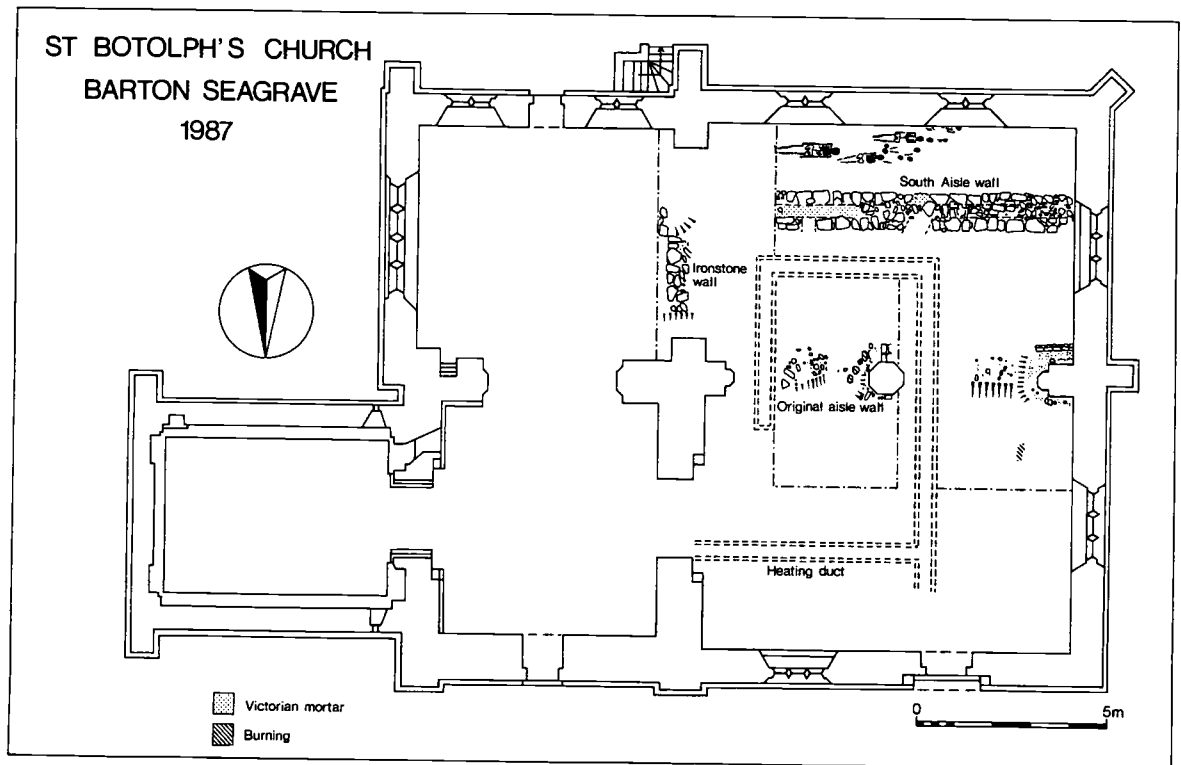 ST BOTOLPH'S CHURCH
BARTON SEAGRAVE
1987
South Aisle wall
Ironstone
wall
Original aisle wall
Heating duct
Victorian mortar
Burning
0 5m